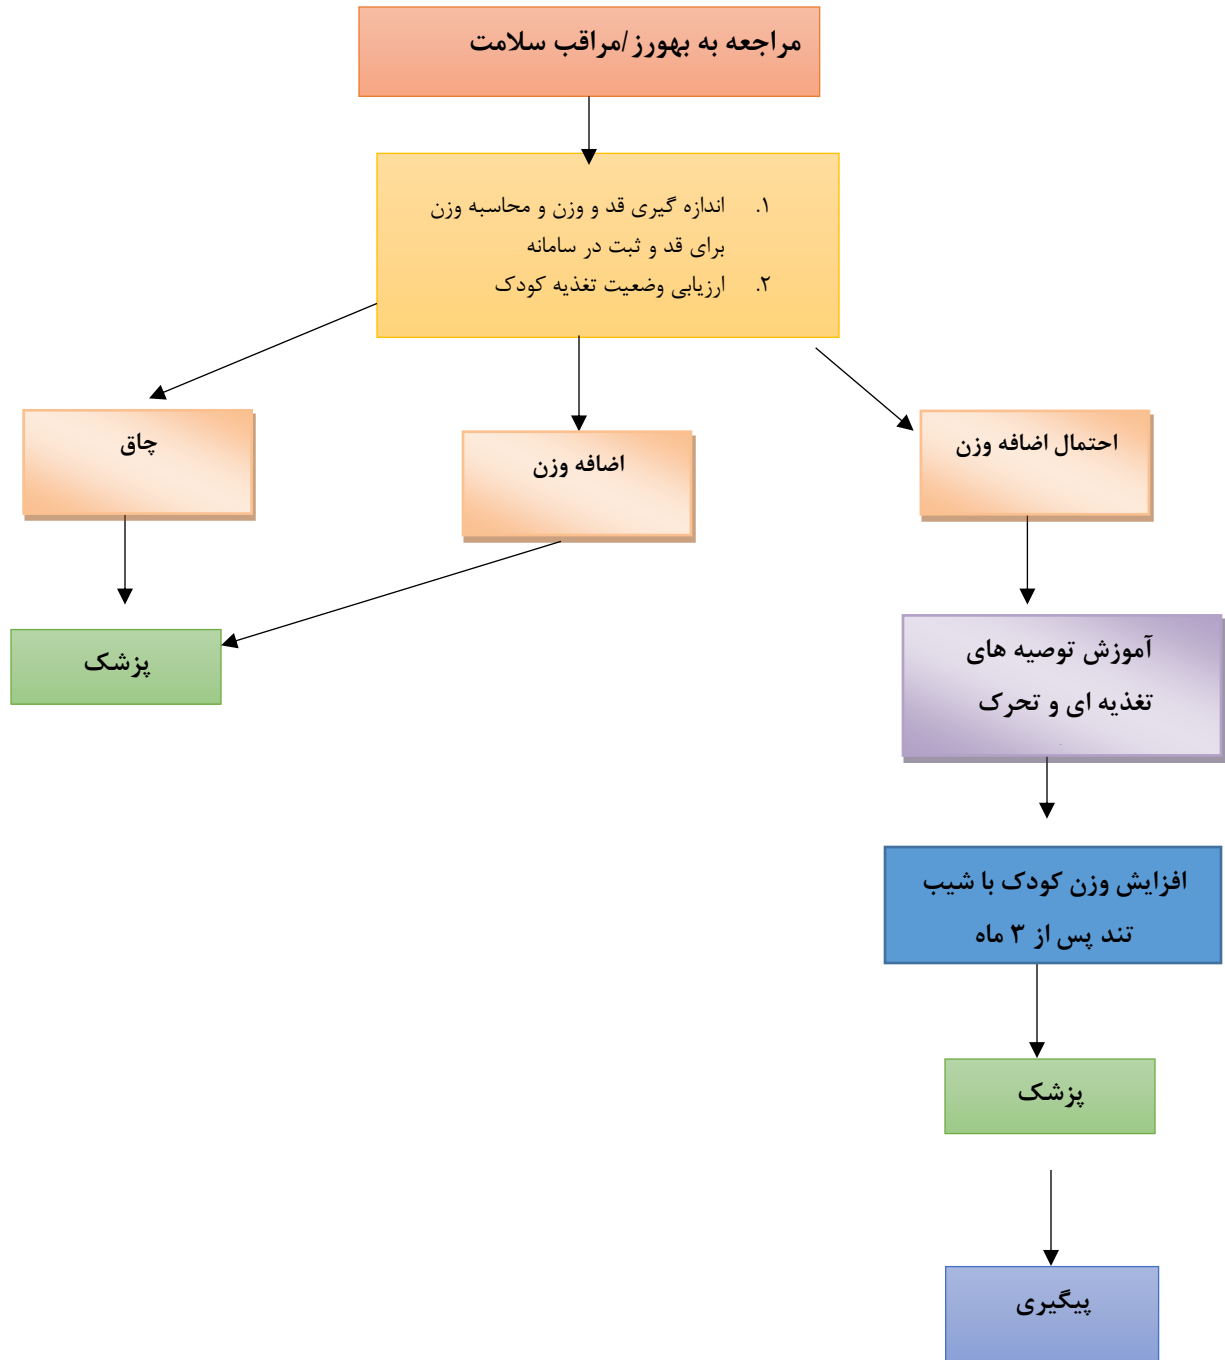 مراجعه به بهورز/مراقب سلامت
۱. اندازه گیری قد و وزن و محاسبه وزن
برای قد و ثبت در سامانه
۲. ارزیابی وضعیت تغذیه کودک
احتمال اضافه وزن
اضافه وزن
چاق
آموزش توصیه های
تغذیه ای و تحرک
پزشک
افزایش وزن کودک با شیب
تند پس از ۳ ماه
پزشک
پیگیری